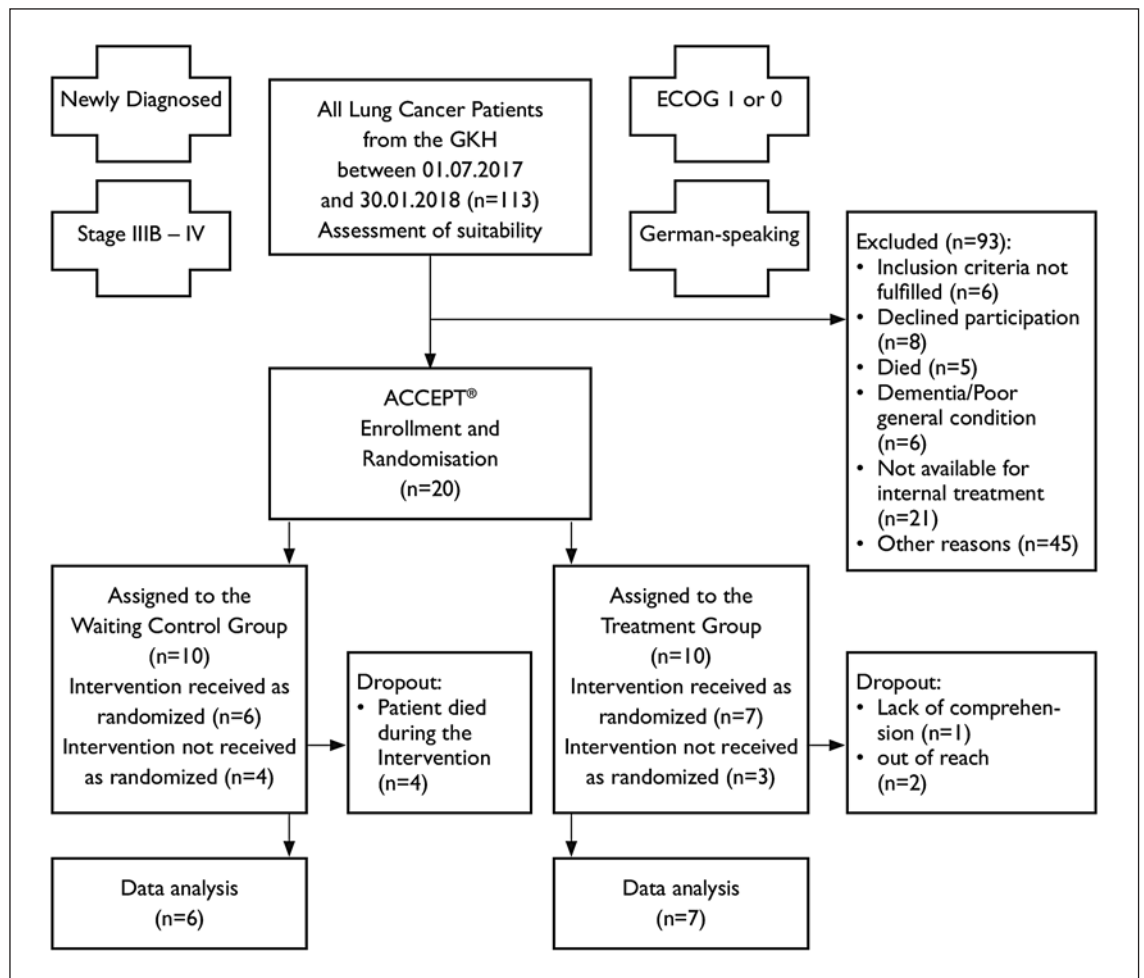 Newly Diagnosed
Stage IIIB – IV
All Lung Cancer Patients
from the GKH
between 01.07.2017
and 30.01.2018 (n=113)
Assessment of suitability
ECOG 1 or 0
German-speaking
Excluded (n=93):
• Inclusion criteria not
fulfilled (n=6)
• Declined participation
(n=8)
• Died (n=5)
• Dementia/Poor
general condition
(n=6)
• Not available for
internal treatment
(n=21)
• Other reasons (n=45)
ACCEPT®
Enrollment and
Randomisation
(n=20)
Assigned to the
Waiting Control Group
(n=10)
Intervention received as
randomized (n=6)
Intervention not received
as randomized (n=4)
Dropout:
• Patient died
during the
Intervention
(n=4)
Assigned to the
Treatment Group
(n=10)
Intervention received as
randomized (n=7)
Intervention not received
as randomized (n=3)
Dropout:
• Lack of comprehen-
sion (n=1)
• out of reach
(n=2)
Data analysis
(n=6)
Data analysis
(n=7)